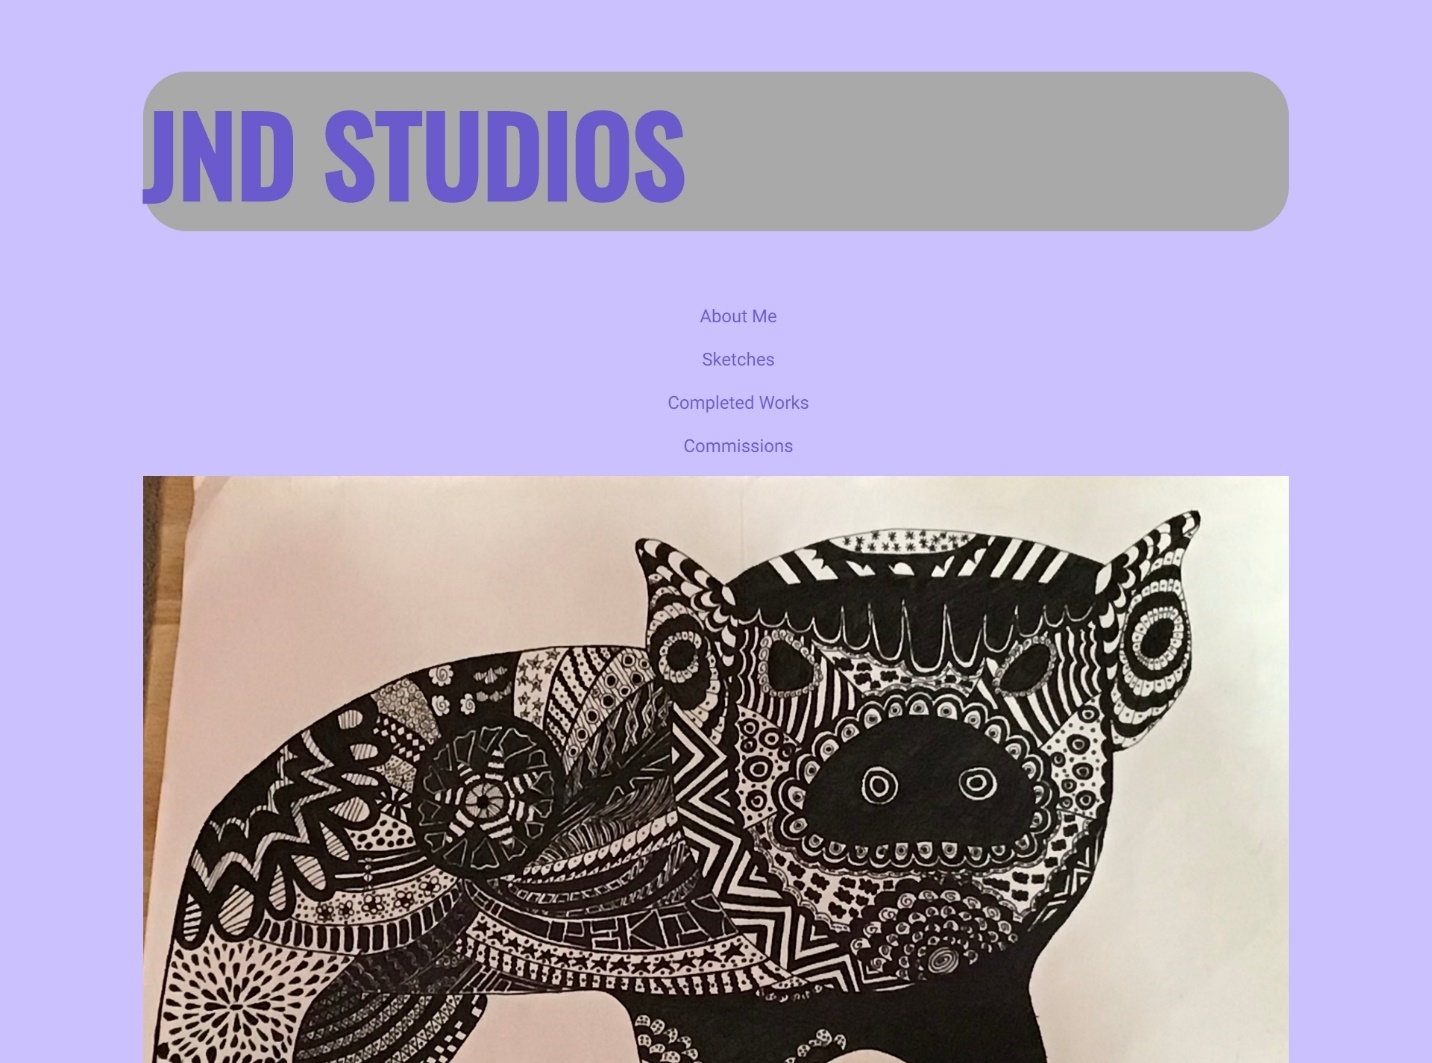 JND STUDIOS
About Me
Sketches
Completed Works
Commissions